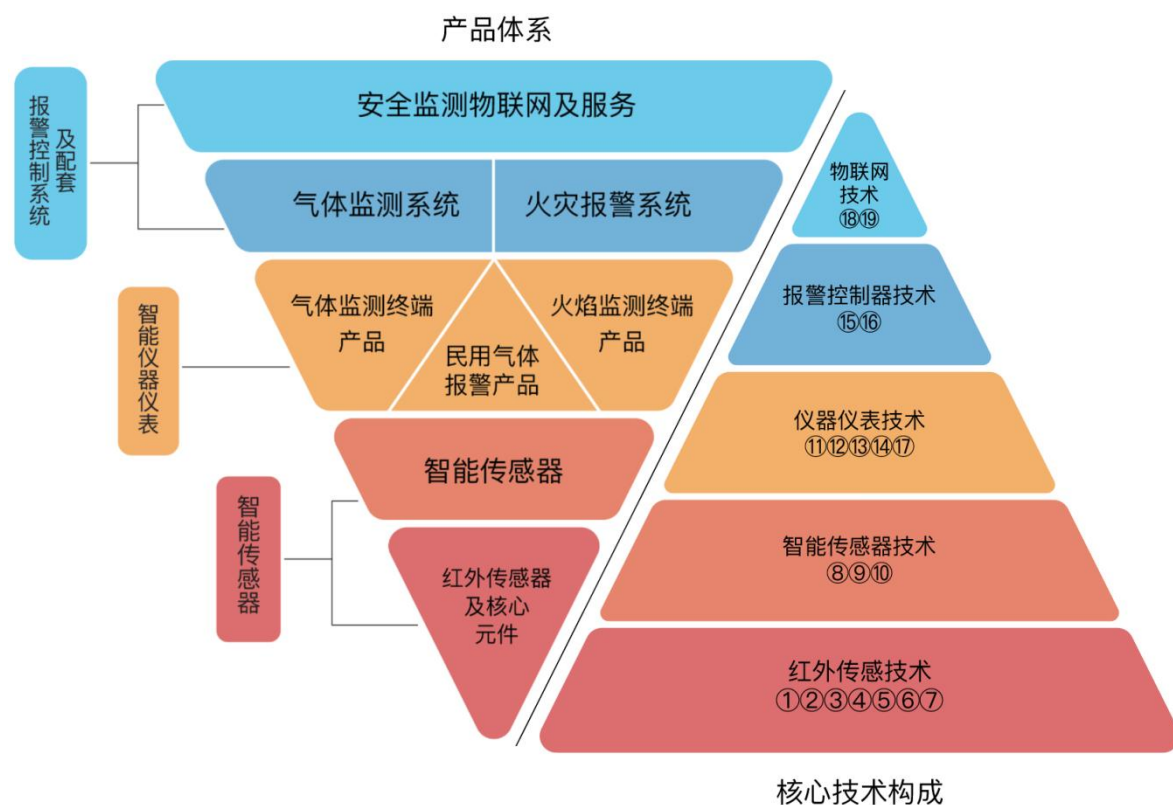 产品体系
报警控制系统
及配套
安全监测物联网及服务
气体监测系统
火灾报警系统
智能仪器仪表
气体监测终端
产品
民用气体
报警产品
火焰监测终端
产品
智能传感器
智能传感器
红外传感器
及核心
元件
物联网
技术
⑱⑲
报警控制器技术
⑮⑯
仪器仪表技术
⑪⑫⑬⑭⑰
智能传感器技术
⑧⑨⑩
红外传感技术
①②③④⑤⑥⑦
核心技术构成